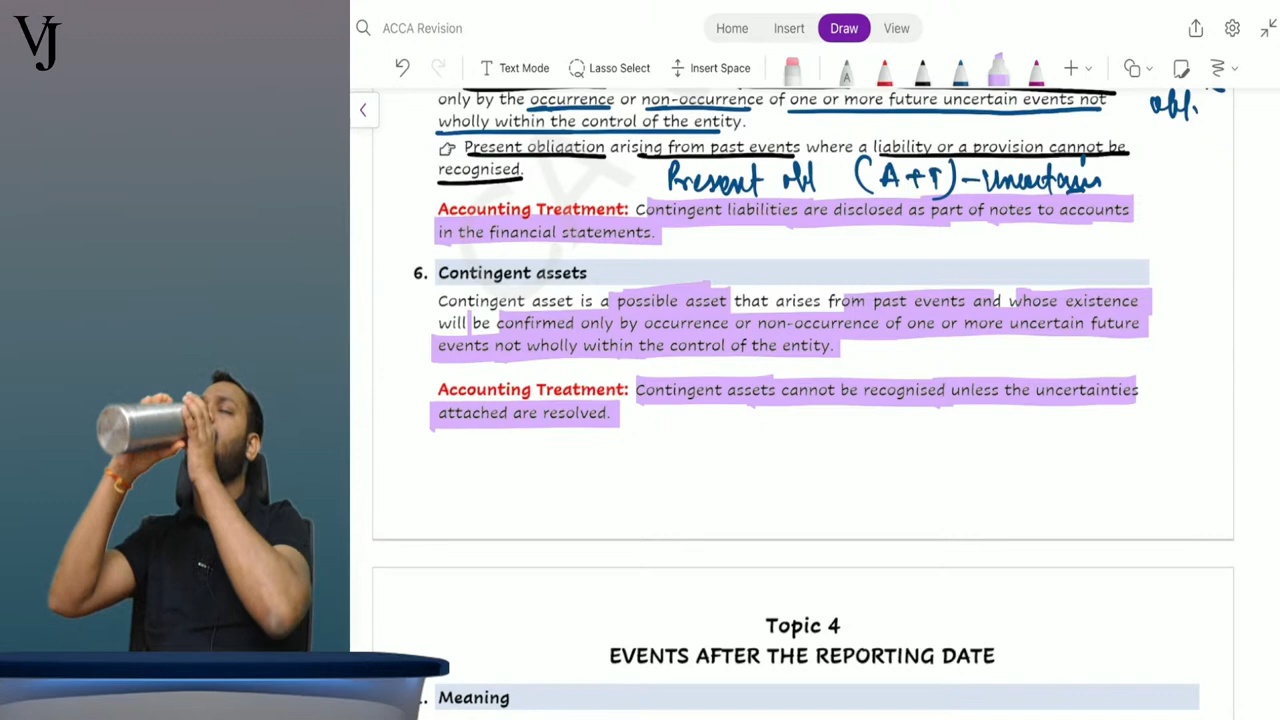 VJ
ACCA Revision
Home Insert Draw View
Text Mode Lasso Select Insert Space
only by the occurrence or non-occurrence of one or more future uncertain events not
wholly within the control of the entity.
obl.
Present obligation arising from past events where a liability or a provision cannot be
recognised.
Present obl (A+T) - uncertain
Accounting Treatment: Contingent liabilities are disclosed as part of notes to accounts
in the financial statements.
6. Contingent assets
Contingent asset is a possible asset that arises from past events and whose existence
will be confirmed only by occurrence or non-occurrence of one or more uncertain future
events not wholly within the control of the entity.
Accounting Treatment: Contingent assets cannot be recognised unless the uncertainties
attached are resolved.
Topic 4
EVENTS AFTER THE REPORTING DATE
Meaning